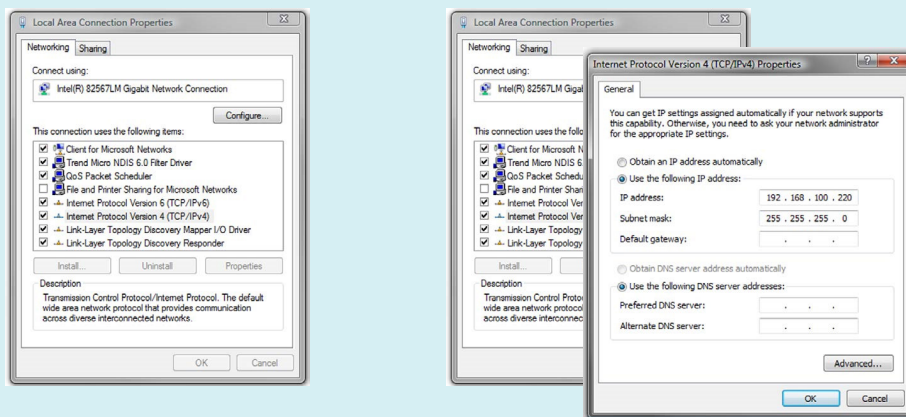 Local Area Connection Properties
Networking
Sharing
Connect using:
Intel(R) 82567LM Gigabit Network Connection
Configure...
This connection uses the following items:
Client for Microsoft Networks
Trend Micro NDIS 6.0 Filter Driver
QoS Packet Scheduler
File and Printer Sharing for Microsoft Networks
Internet Protocol Version 6 (TCP/IPv6)
Internet Protocol Version 4 (TCP/IPv4)
Link-Layer Topology Discovery Mapper I/O Driver
Link-Layer Topology Discovery Responder
Install... Uninstall Properties
Description
Transmission Control Protocol/Internet Protocol. The default
wide area network protocol that provides communication
across diverse interconnected networks.
OK Cancel
Local Area Connection Properties
Networking
Sharing
Connect using:
Intel(R) 82567LM Gigal
This connection uses the follo
Client for Microsoft N
Trend Micro NDIS 6
QoS Packet Schedu
File and Printer Shari
Internet Protocol Ver
Internet Protocol Ver
Link-Layer Topology
Link-Layer Topology
Install...
Description
Transmission Control Proto
wide area network protocol
across diverse interconnec
Internet Protocol Version 4 (TCP/IPv4) Properties
General
You can get IP settings assigned automatically if your network supports
this capability. Otherwise, you need to ask your network administrator
for the appropriate IP settings.
Obtain an IP address automatically
Use the following IP address:
IP address: 192 . 168 . 100 . 220
Subnet mask: 255 . 255 . 255 . 0
Default gateway: . . .
Obtain DNS server address automatically
Use the following DNS server addresses:
Preferred DNS server: . . .
Alternate DNS server: . . .
Advanced...
OK Cancel